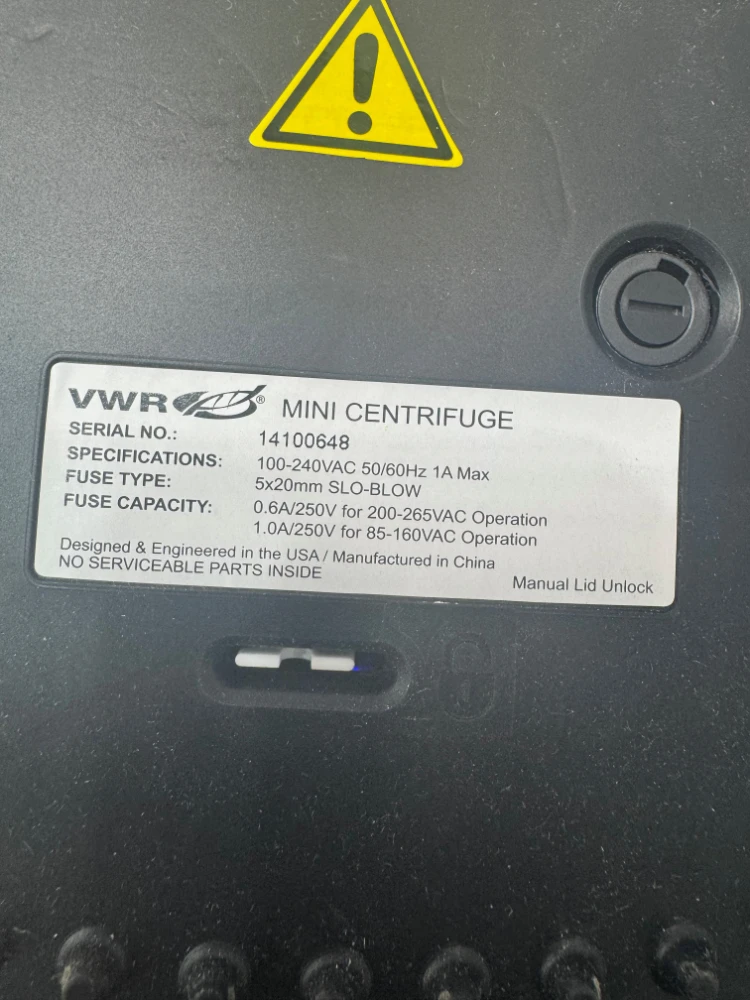 !
VWR® MINI CENTRIFUGE
SERIAL NO.: 14100648
SPECIFICATIONS: 100-240VAC 50/60Hz 1A Max
FUSE TYPE: 5x20mm SLO-BLOW
FUSE CAPACITY: 0.6A/250V for 200-265VAC Operation
1.0A/250V for 85-160VAC Operation
Designed & Engineered in the USA / Manufactured in China
NO SERVICEABLE PARTS INSIDE
Manual Lid Unlock